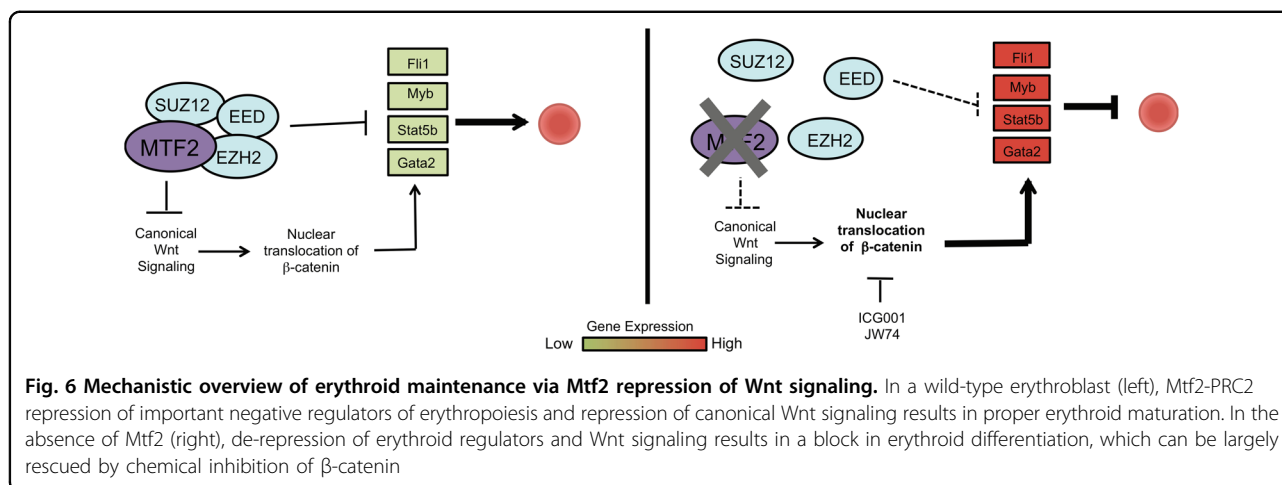 SUZ12
EED
MTF2
EZH2
Fli1
Myb
Stat5b
Gata2
Canonical
Wnt
Signaling
Nuclear
translocation of
β-catenin
SUZ12
EED
MTF2
EZH2
Fli1
Myb
Stat5b
Gata2
Canonical
Wnt
Signaling
Nuclear
translocation
of β-catenin
ICG001
JW74
Gene Expression
Low High
Fig. 6 Mechanistic overview of erythroid maintenance via Mtf2 repression of Wnt signaling. In a wild-type erythroblast (left), Mtf2-PRC2
repression of important negative regulators of erythropoiesis and repression of canonical Wnt signaling results in proper erythroid maturation. In the
absence of Mtf2 (right), de-repression of erythroid regulators and Wnt signaling results in a block in erythroid differentiation, which can be largely
rescued by chemical inhibition of β-catenin